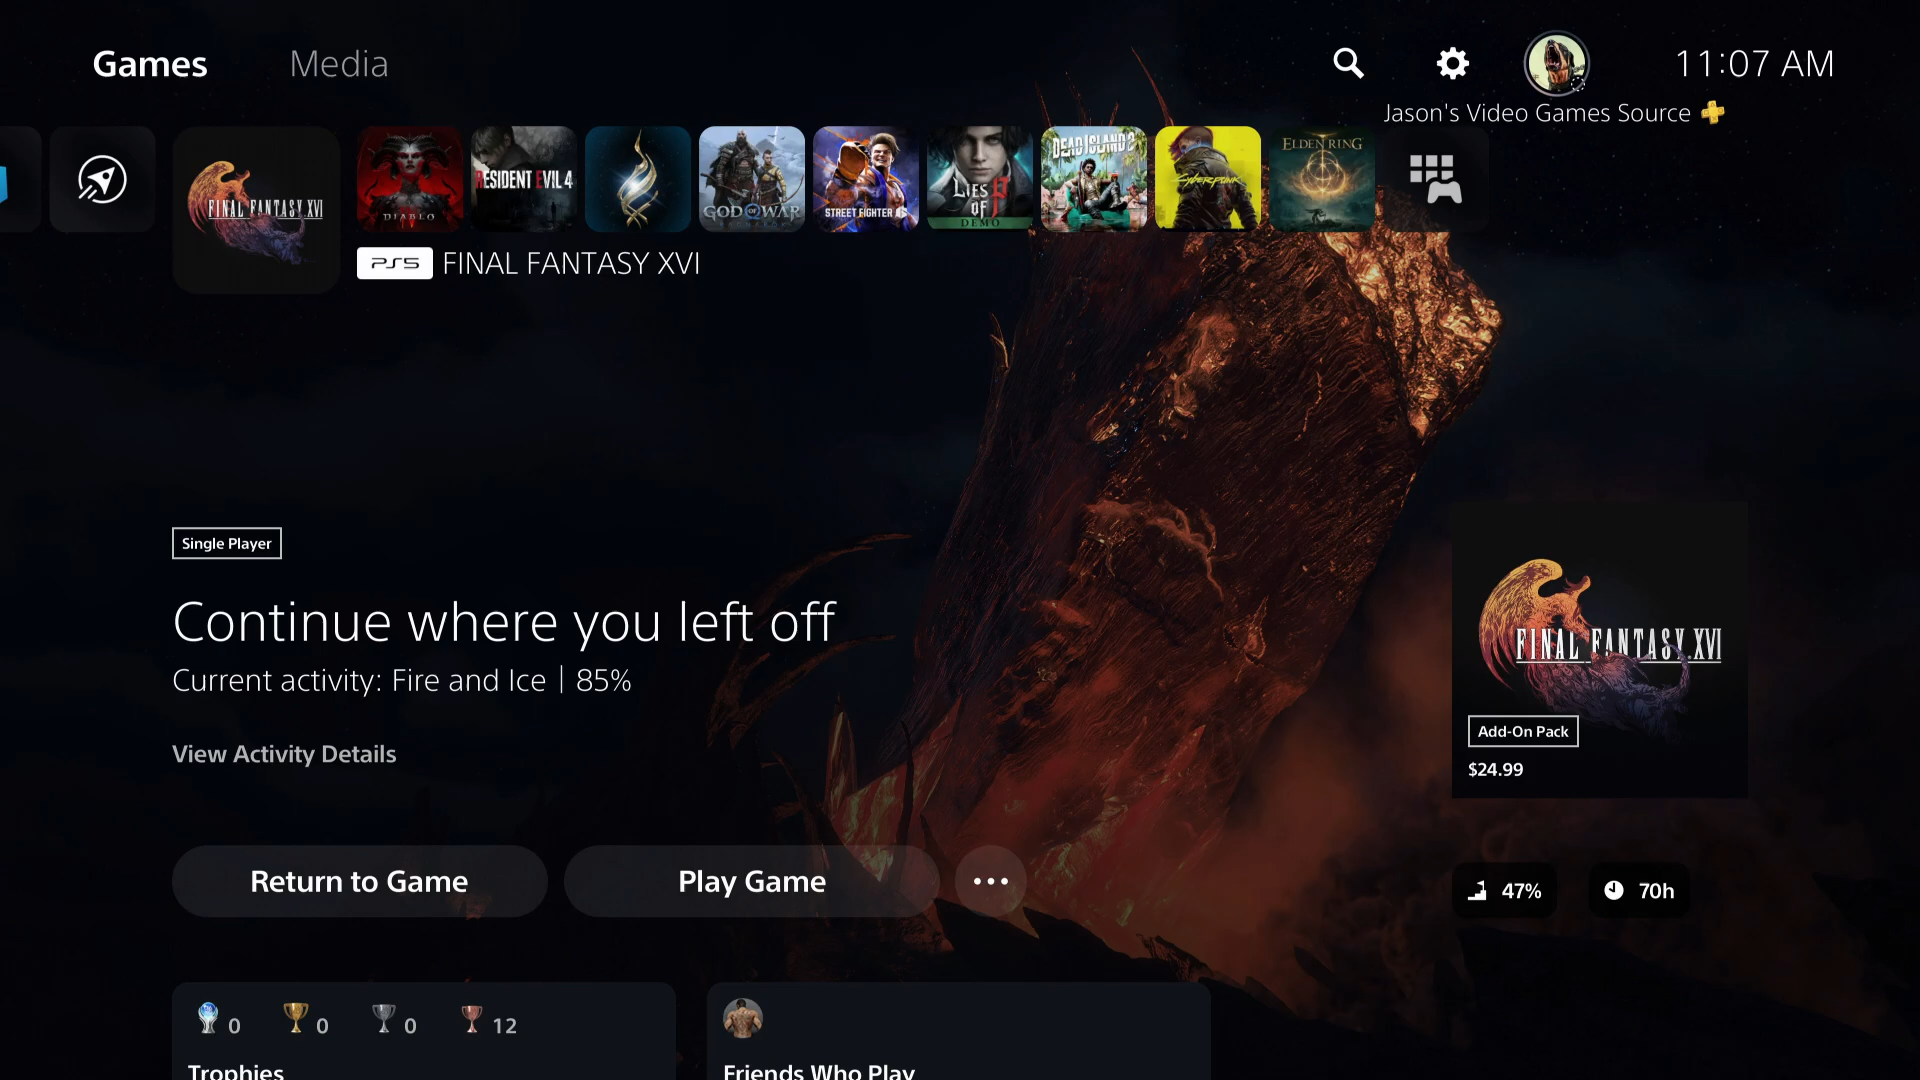 Games
Media
11:07 AM
Jason's Video Games Source
FINAL FANTASY XVI
DIABLO
IV
RESIDENT EVIL 4
GOD OF WAR
STREET FIGHTER 6
LIES
OF P
DEMO
DEAD ISLAND 2
Cyberpunk
ELDEN RING
PS5 FINAL FANTASY XVI
Single Player
Continue where you left off
Current activity: Fire and Ice | 85%
View Activity Details
FINAL FANTASY XVI
Add-On Pack
$24.99
Return to Game
Play Game
47%
70h
0
0
0
12
Trophies
Friends Who Play